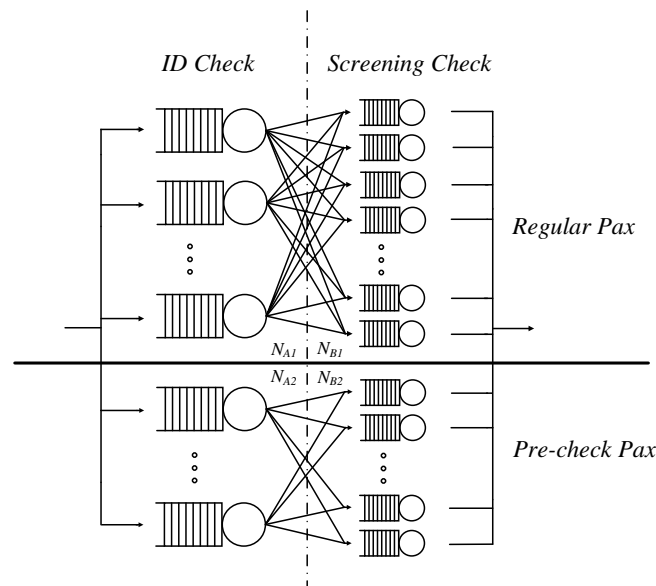 ID Check
Screening Check
Regular Pax
N_{A1} N_{B1}
N_{A2} N_{B2}
Pre-check Pax